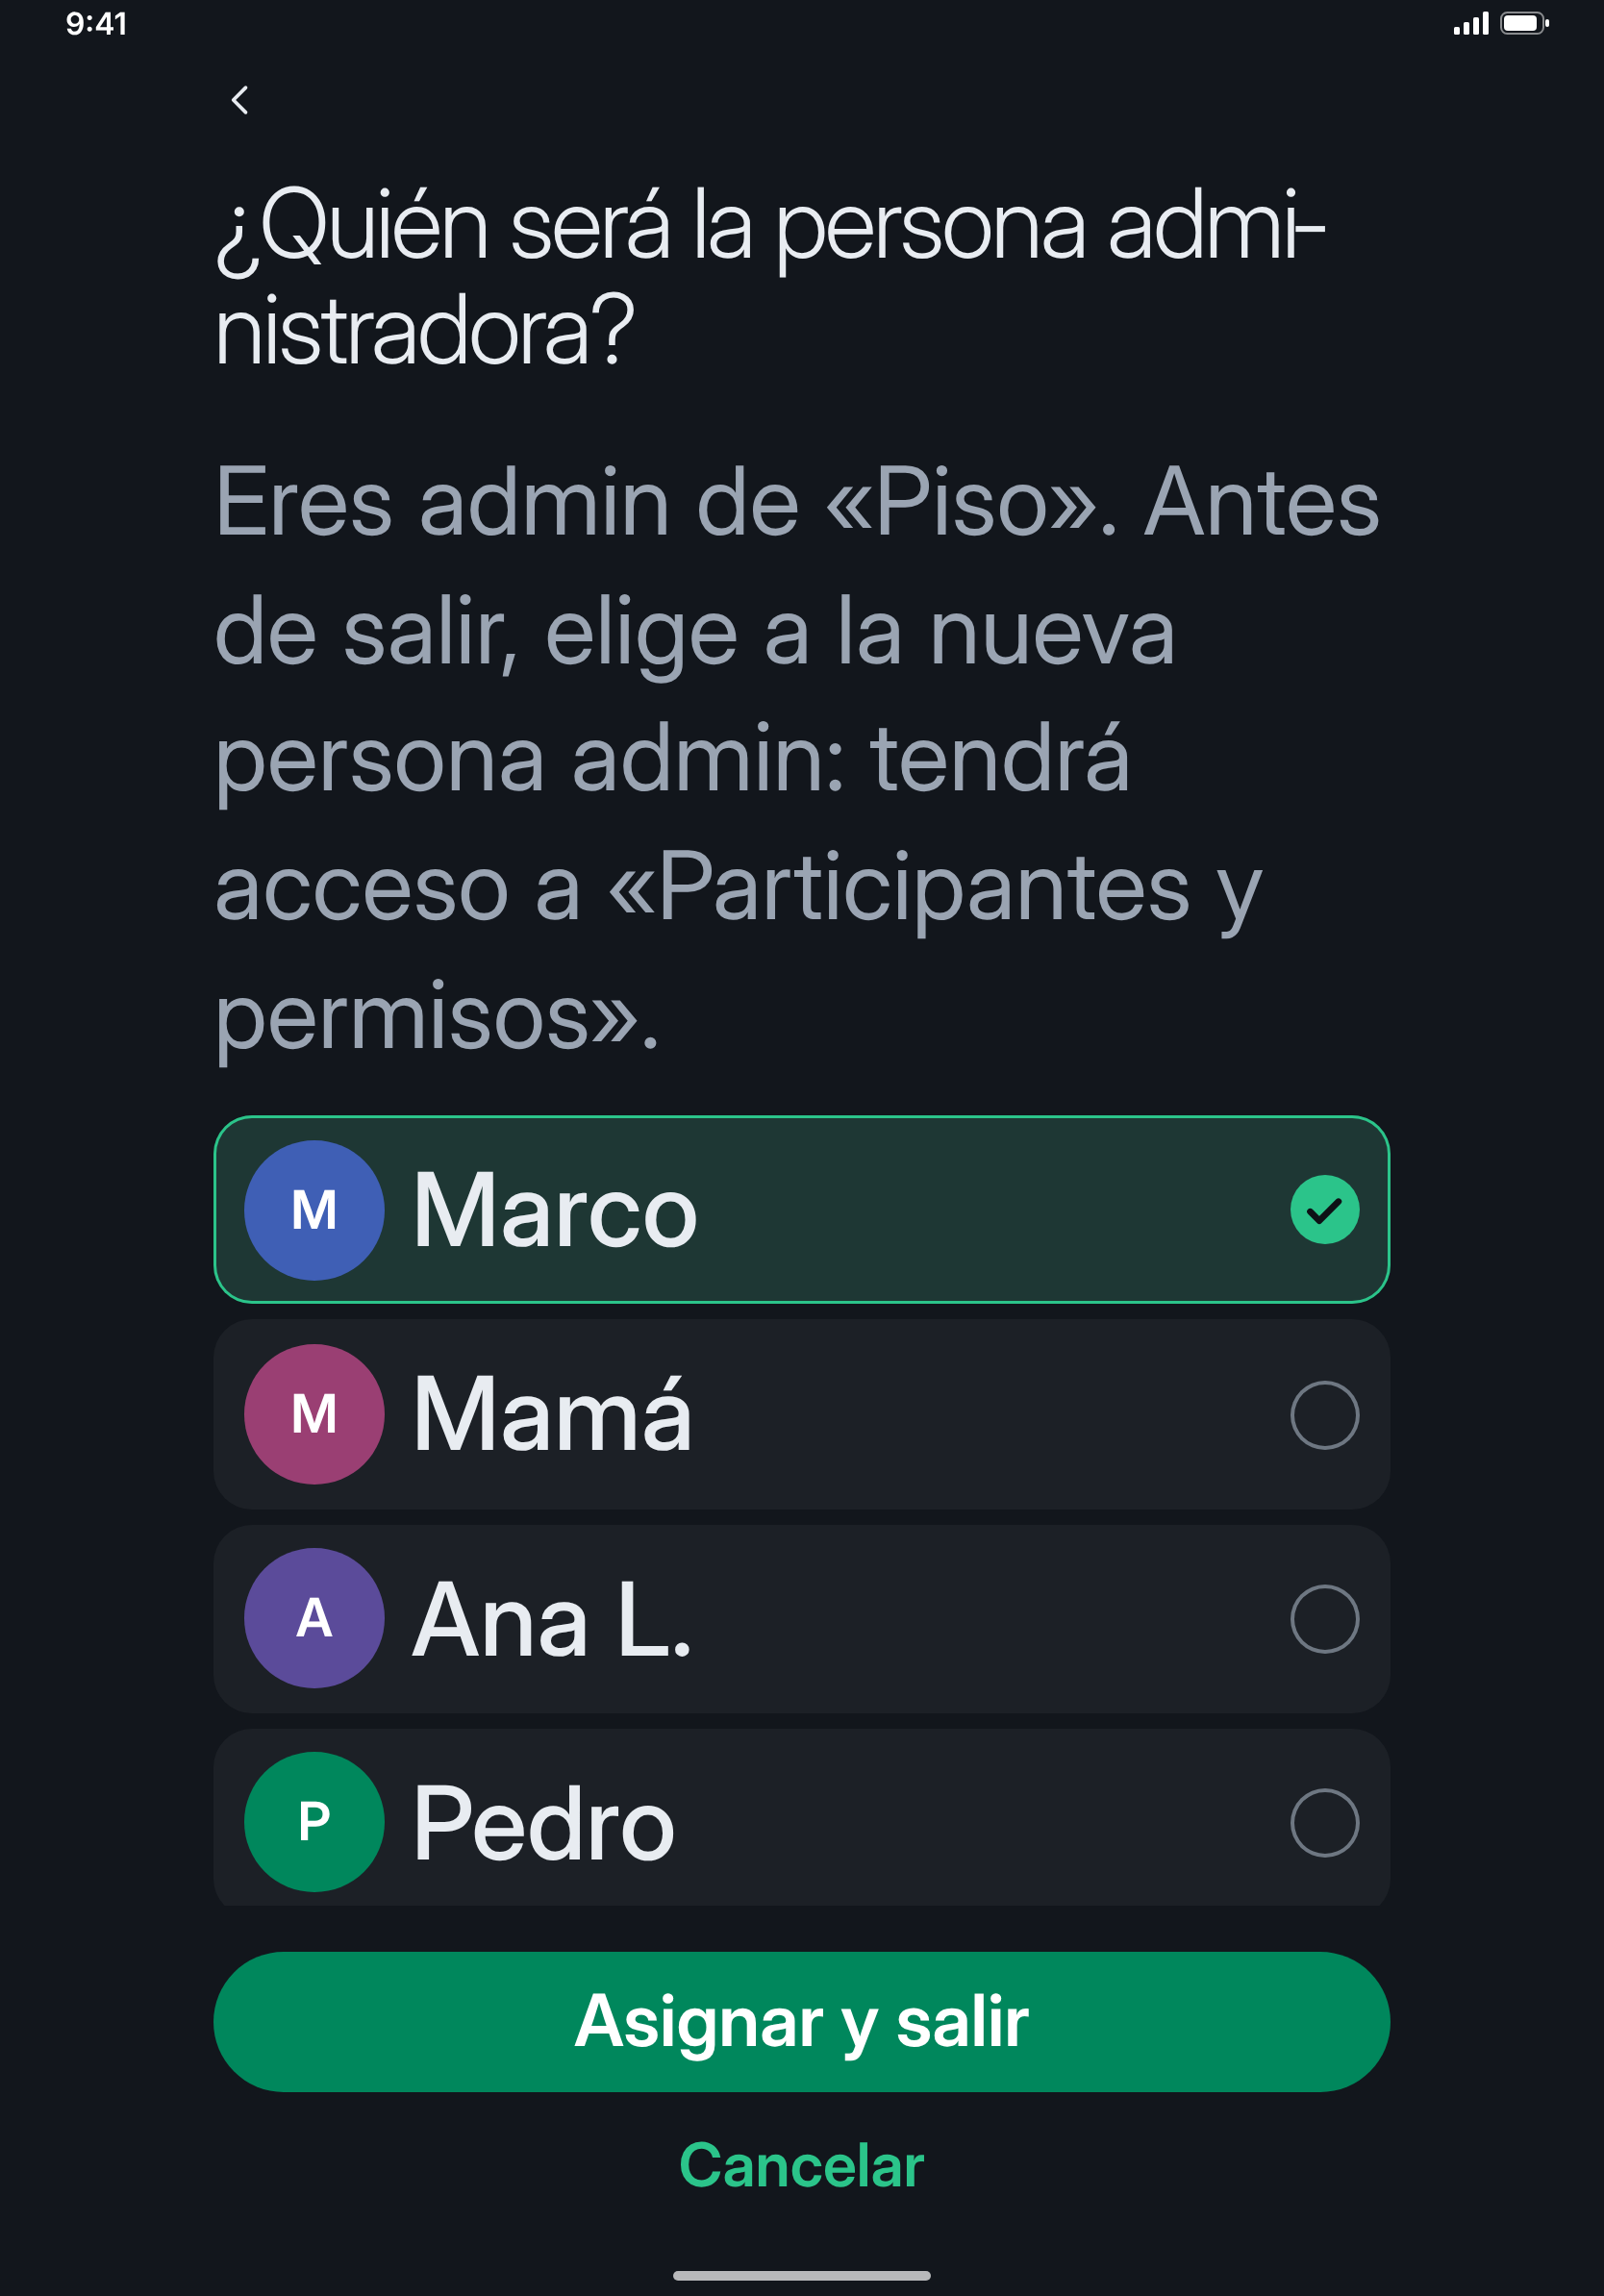 9:41
¿Quién será la persona admi-
nistradora?
Eres admin de «Piso». Antes
de salir, elige a la nueva
persona admin: tendrá
acceso a «Participantes y
permisos».
M Marco
M Mamá
A Ana L.
P Pedro
Asignar y salir
Cancelar